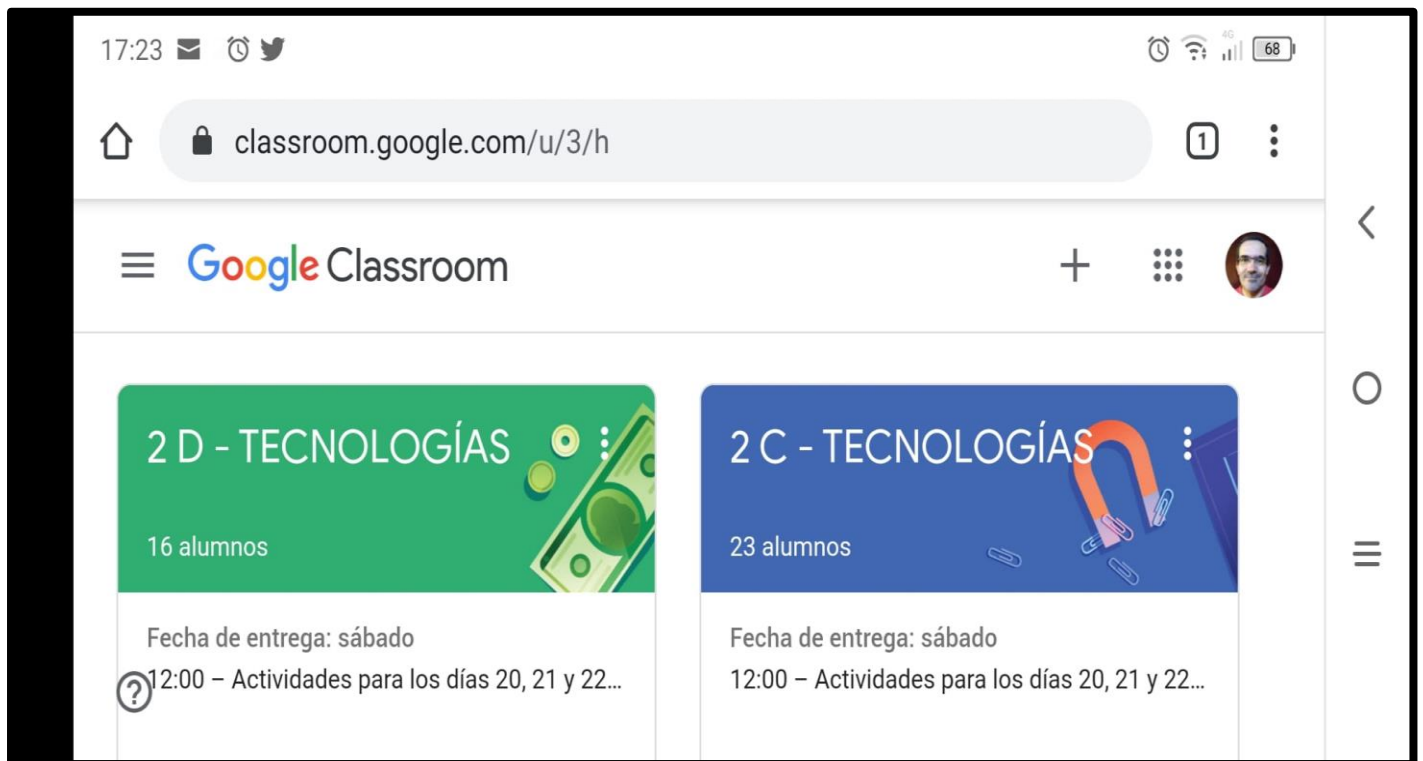 17:23
4G
68
classroom.google.com/u/3/h
1
Google Classroom
2 D - TECNOLOGÍAS
16 alumnos
Fecha de entrega: sábado
12:00 – Actividades para los días 20, 21 y 22...
2 C - TECNOLOGÍAS
23 alumnos
Fecha de entrega: sábado
12:00 – Actividades para los días 20, 21 y 22...